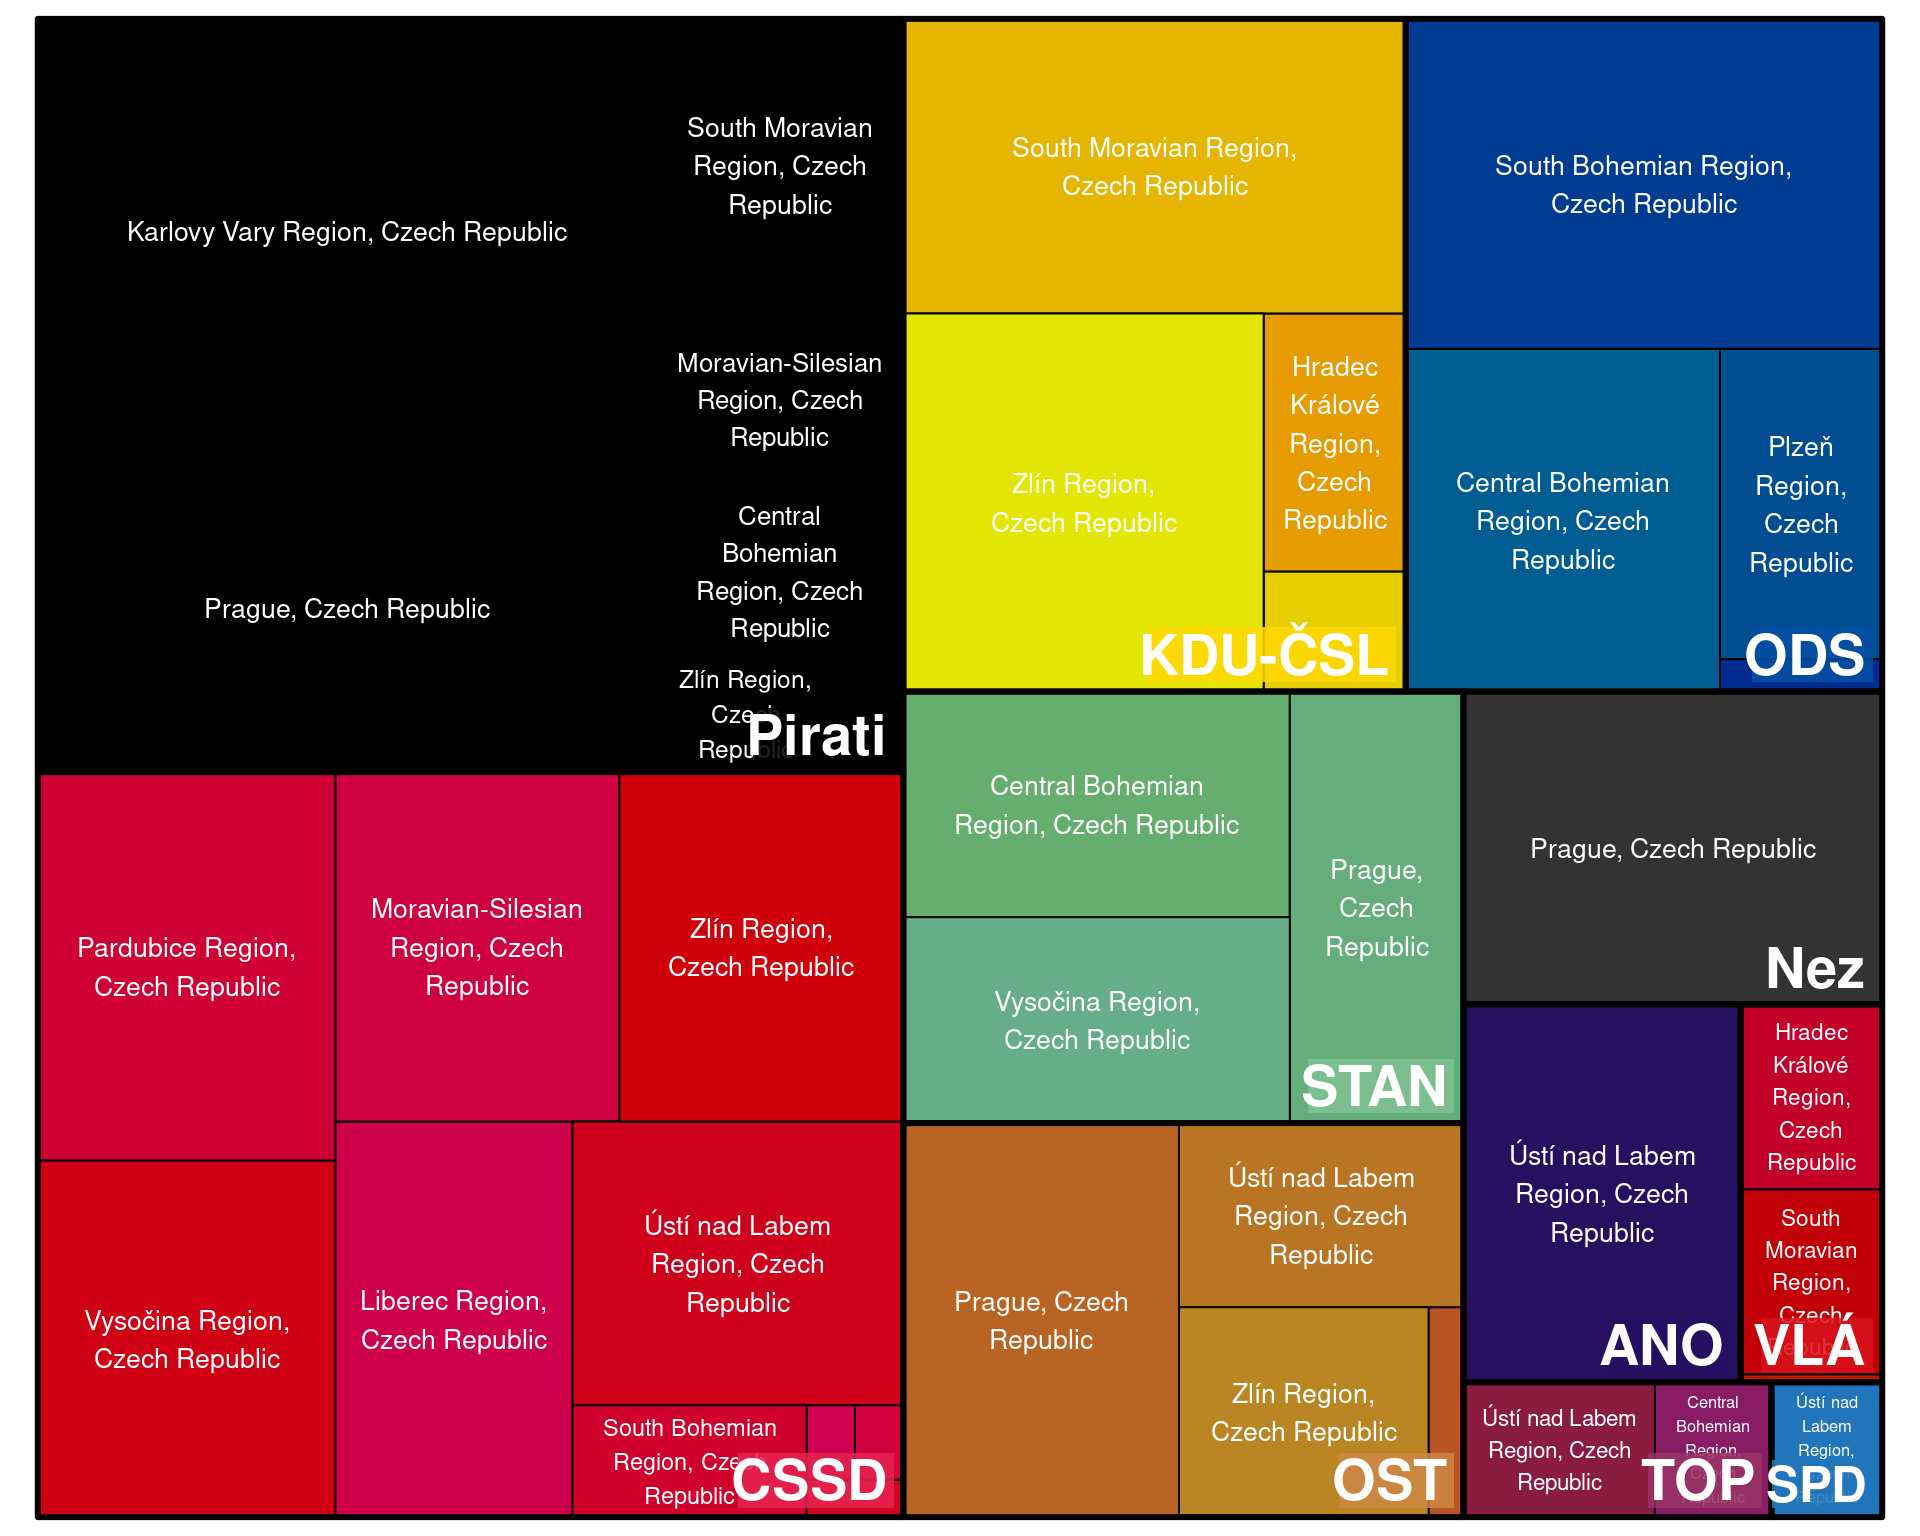 Karlovy Vary Region, Czech Republic
South Moravian
Region, Czech
Republic
Moravian-Silesian
Region, Czech
Republic
Prague, Czech Republic
Central
Bohemian
Region, Czech
Republic
Zlín Region,
Czech
Republic
Pirati
South Moravian Region,
Czech Republic
Zlín Region,
Czech Republic
Hradec
Králové
Region,
Czech
Republic
KDU-ČSL
South Bohemian Region,
Czech Republic
Central Bohemian
Region, Czech
Republic
Plzeň
Region,
Czech
Republic
ODS
Pardubice Region,
Czech Republic
Moravian-Silesian
Region, Czech
Republic
Zlín Region,
Czech Republic
Vysočina Region,
Czech Republic
Liberec Region,
Czech Republic
Ústí nad Labem
Region, Czech
Republic
South Bohemian
Region, Czech
Republic
CSSD
Central Bohemian
Region, Czech Republic
Vysočina Region,
Czech Republic
Prague,
Czech
Republic
STAN
Prague, Czech
Republic
Ústí nad Labem
Region, Czech
Republic
Zlín Region,
Czech Republic
OST
Prague, Czech Republic
Nez
Ústí nad Labem
Region, Czech
Republic
ANO
Hradec
Králové
Region,
Czech
Republic
South
Moravian
Region,
Czech
Republic
VLÁ
Ústí nad Labem
Region, Czech
Republic
Central
Bohemian
Region,
TOP
Ústí nad
Labem
Region,
SPD